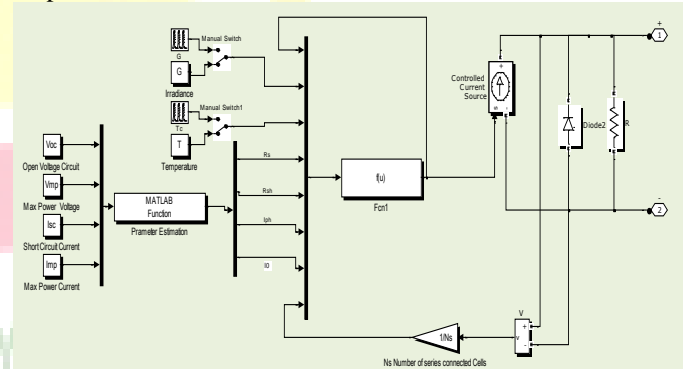 Manual Switch
G
G
Irradiance
Manual Switch1
Tc
T
Temperature
Voc
Open Voltage Circuit
Vmp
Max Power Voltage
Isc
Short Circuit Current
Imp
Max Power Current
MATLAB
Function
Prameter Estimation
Rs
Rsh
Iph
I0
f(u)
Fcn1
Controlled
Current
Source
+
s
-
Diode2
R
+
1
-
2
V
+
v
-
1/Ns
Ns Number of series connected Cells